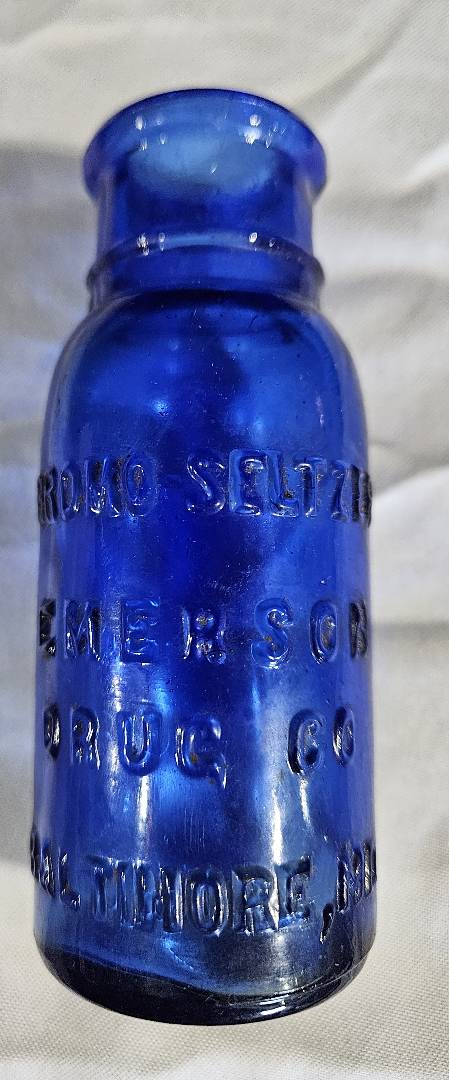 BROMO-SELTZER
EMERSON
DRUG CO
BALTIMORE, MD